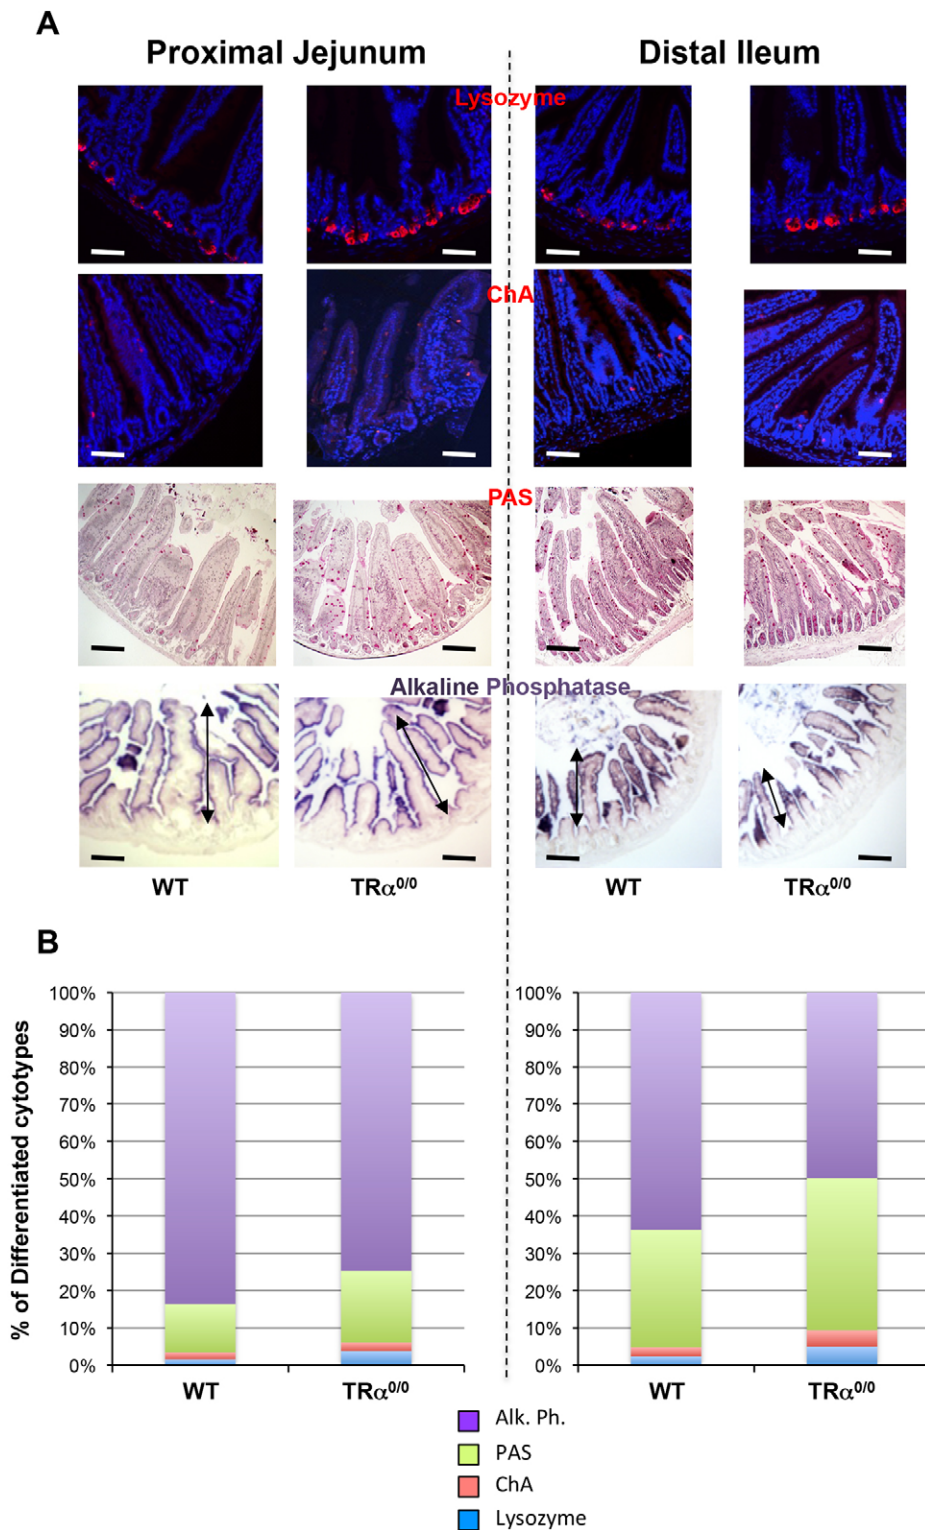 A
Proximal Jejunum
Distal Ileum
Lysozyme
ChA
PAS
Alkaline Phosphatase
WT
TRα⁰/⁰
WT
TRα⁰/⁰
B
% of Differentiated cytotypes
100%
90%
80%
70%
60%
50%
40%
30%
20%
10%
0%
WT
TRα⁰/⁰
100%
90%
80%
70%
60%
50%
40%
30%
20%
10%
0%
WT
TRα⁰/⁰
Alk. Ph.
PAS
ChA
Lysozyme